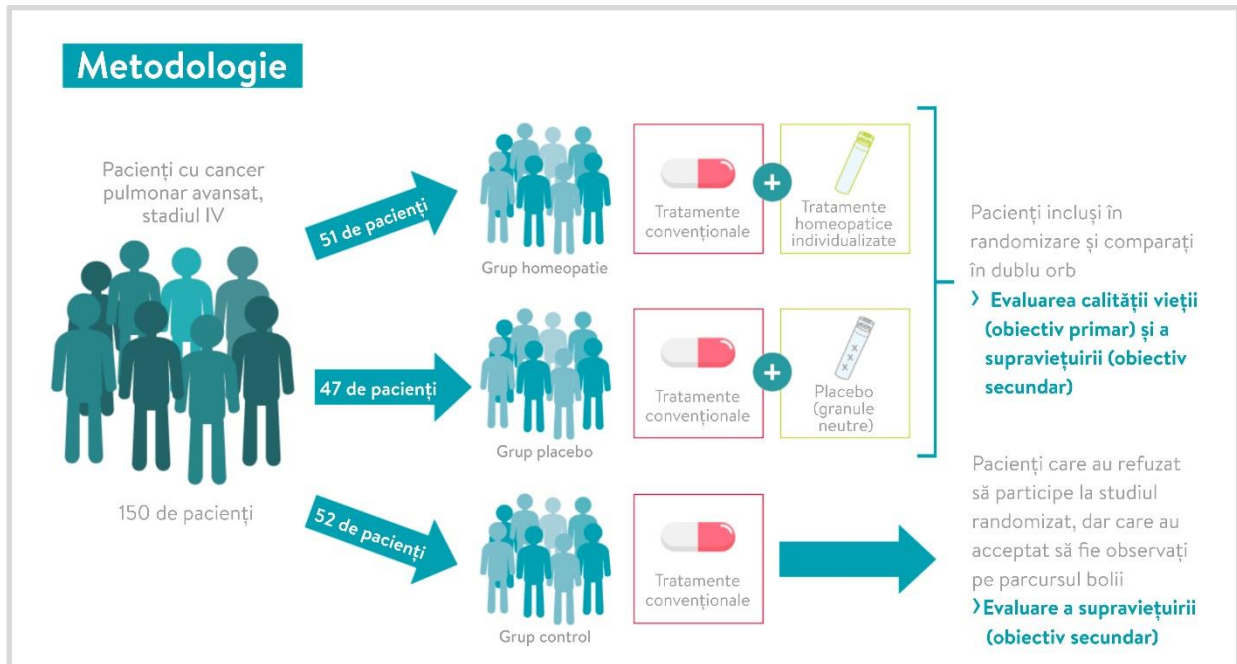 Metodologie
Pacienți cu cancer
pulmonar avansat,
stadiul IV
150 de pacienți
51 de pacienți
Grup homeopatie
Tratamente
convenționale
+
Tratamente
homeopatice
individualizate
47 de pacienți
Grup placebo
Tratamente
convenționale
+
Placebo
(granule
neutre)
Pacienți incluși în
randomizare și comparați
în dublu orb
› Evaluarea calității vieții
(obiectiv primar) și a
supraviețuirii (obiectiv
secundar)
52 de pacienți
Grup control
Tratamente
convenționale
Pacienți care au refuzat
să participe la studiul
randomizat, dar care au
acceptat să fie observați
pe parcursul bolii
›Evaluare a supraviețuirii
(obiectiv secundar)